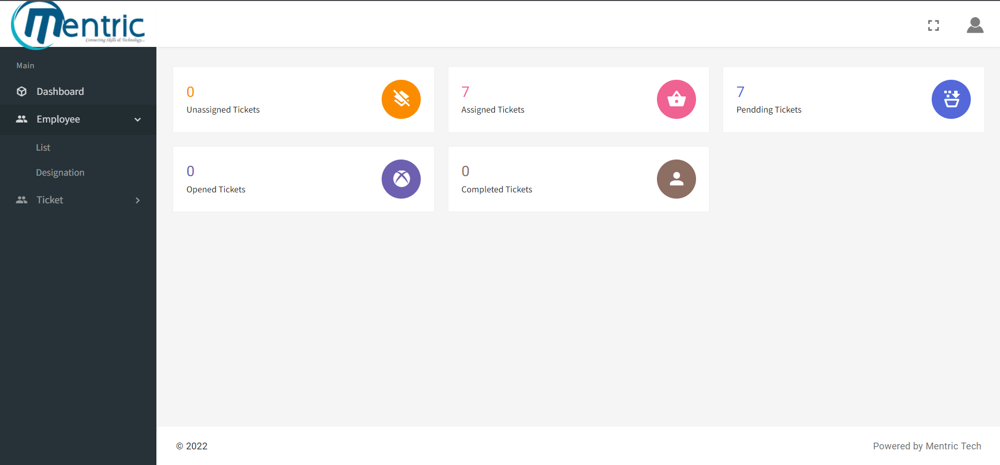 Mentric
Connecting Skills & Technology...
Main
Dashboard
Employee
List
Designation
Ticket
0
Unassigned Tickets
7
Assigned Tickets
7
Pendding Tickets
0
Opened Tickets
0
Completed Tickets
© 2022
Powered by Mentric Tech